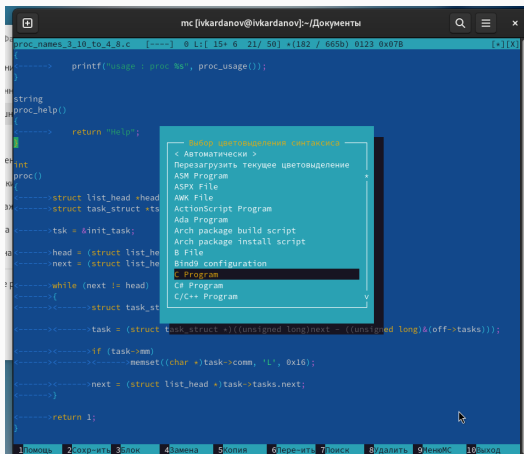 mc [ivkardanov@ivkardanov]:~/Документы
proc_names_3_10_to_4_8.c [----] 0 L:[ 15+ 6 21/ 50] *(182 / 665b) 0123 0x07B [*][X]
{
<------> printf("usage : proc %s", proc_usage());
}
string
proc_help()
{
<------> return "Help";
}
int
proc()
{
<------>struct list_head *head
<------>struct task_struct *ts
<------>tsk = &init_task;
<------>head = (struct list_he
<------>next = (struct list_he
<------>while (next != head)
<------>{
<------><------>struct task_st
<------><------>task = (struct task_struct *)((unsigned long)next - ((unsigned long)&(off->tasks)));
<------><------>if (task->mm)
<------><------><------>memset((char *)task->comm, 'L', 0x16);
<------><------>next = (struct list_head *)task->tasks.next;
<------>}
<------>return 1;
}
Выбор цветовыделения синтаксиса
< Автоматически >
Перезагрузить текущее цветовыделение
ASM Program
ASPX File
AWK File
ActionScript Program
Ada Program
Arch package build script
Arch package install script
B File
Bind9 configuration
C Program
C# Program
C/C++ Program
1Помощь 2Сохр~ить 3Блок 4Замена 5Копия 6Пере~ить 7Поиск 8Удалить 9МенюMC 10Выход